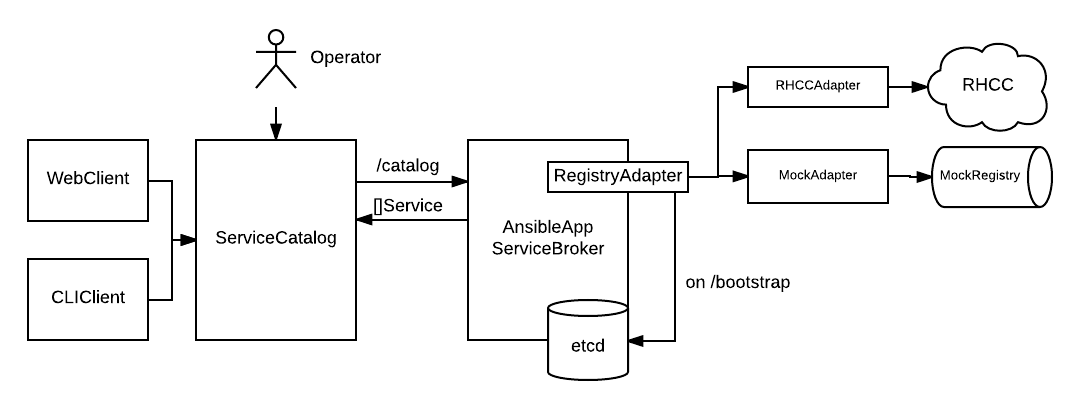 Operator
WebClient
CLIClient
ServiceCatalog
/catalog
[]Service
RegistryAdapter
AnsibleApp
ServiceBroker
etcd
on /bootstrap
RHCCAdapter
RHCC
MockAdapter
MockRegistry